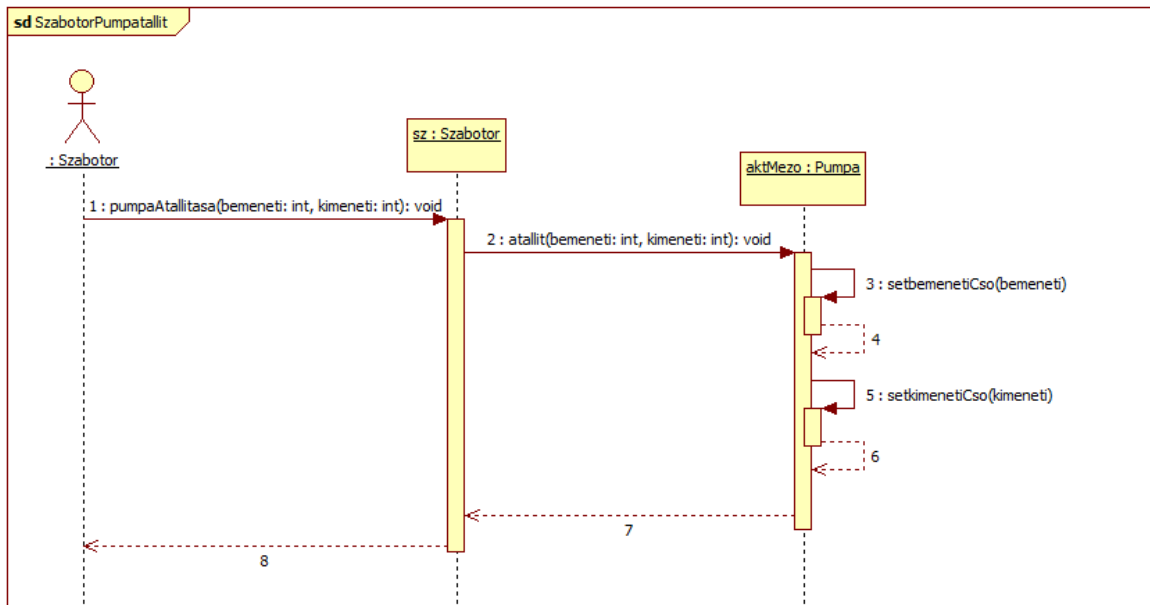 sd SzabotorPumpatallit
: Szabotor
sz : Szabotor
aktMezo : Pumpa
1 : pumpaAtallitasa(bemeneti: int, kimeneti: int): void
2 : atallit(bemeneti: int, kimeneti: int): void
3 : setbemenetiCso(bemeneti)
4
5 : setkimenetiCso(kimeneti)
6
7
8